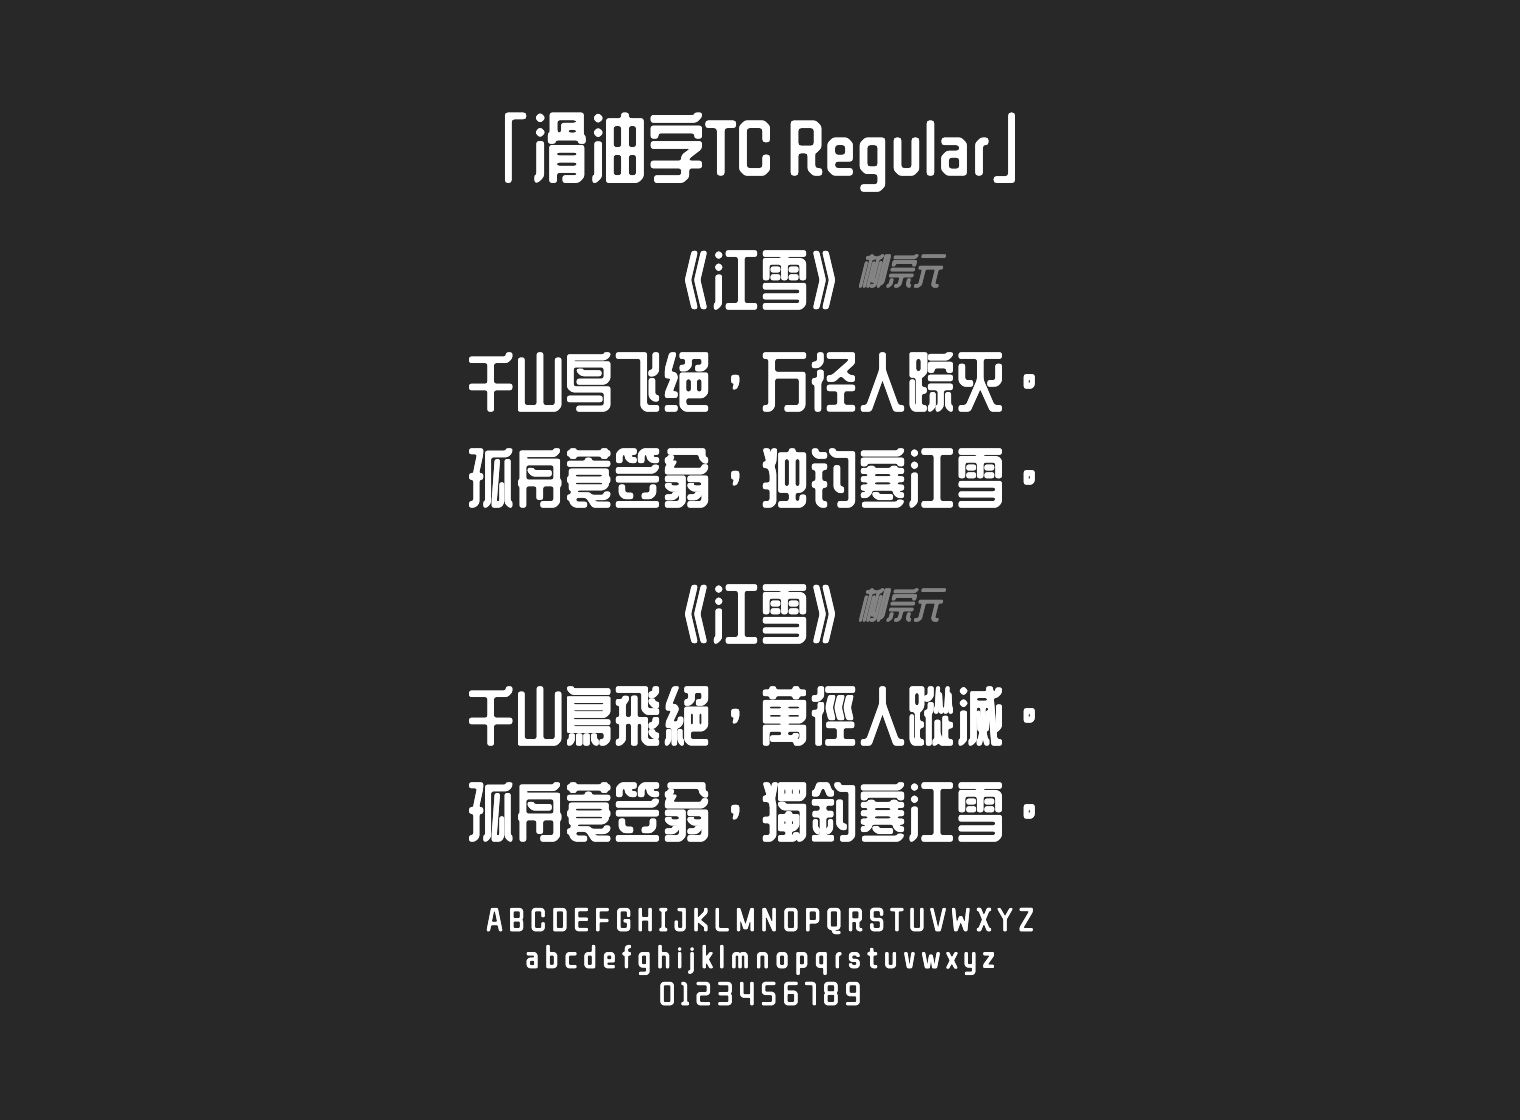 「滑油字TC Regular」
《江雪》 柳宗元
千山鸟飞绝，万径人踪灭。
孤舟蓑笠翁，独钓寒江雪。
《江雪》 柳宗元
千山鳥飛絕，萬徑人蹤滅。
孤舟蓑笠翁，獨釣寒江雪。
ABCDEFGHIJKLMNOPQRSTUVWXYZ
abcdefghijklmnopqrstuvwxyz
0123456789